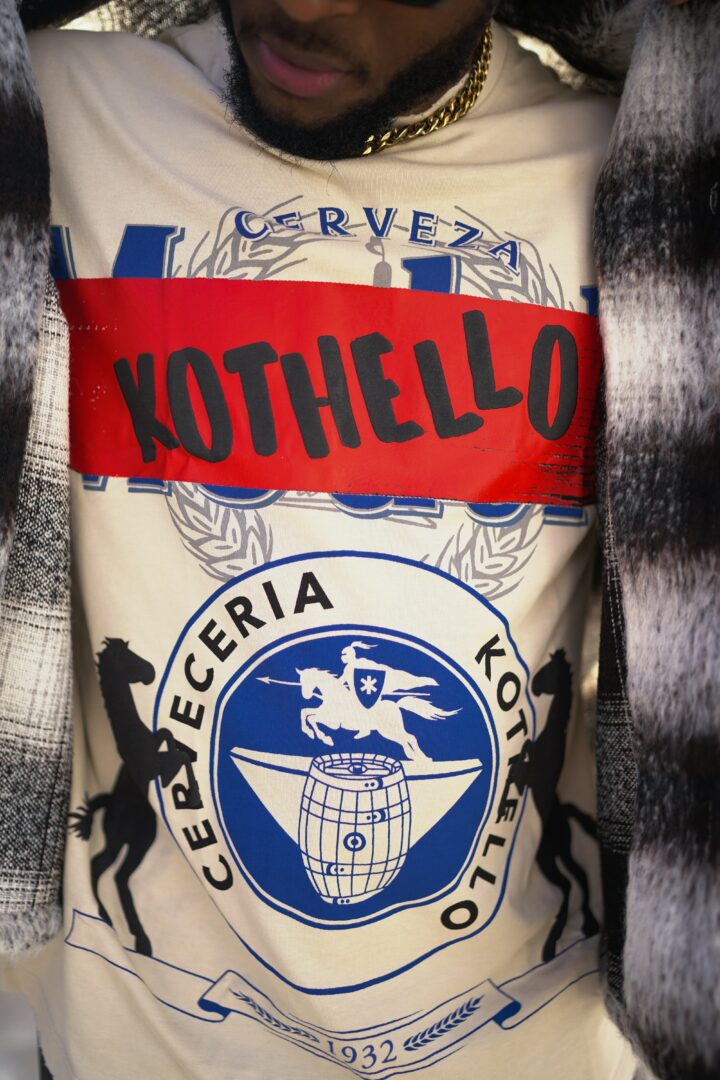 CERVEZA
KOTHELLO
CERVECERIA KOTHELLO
1932